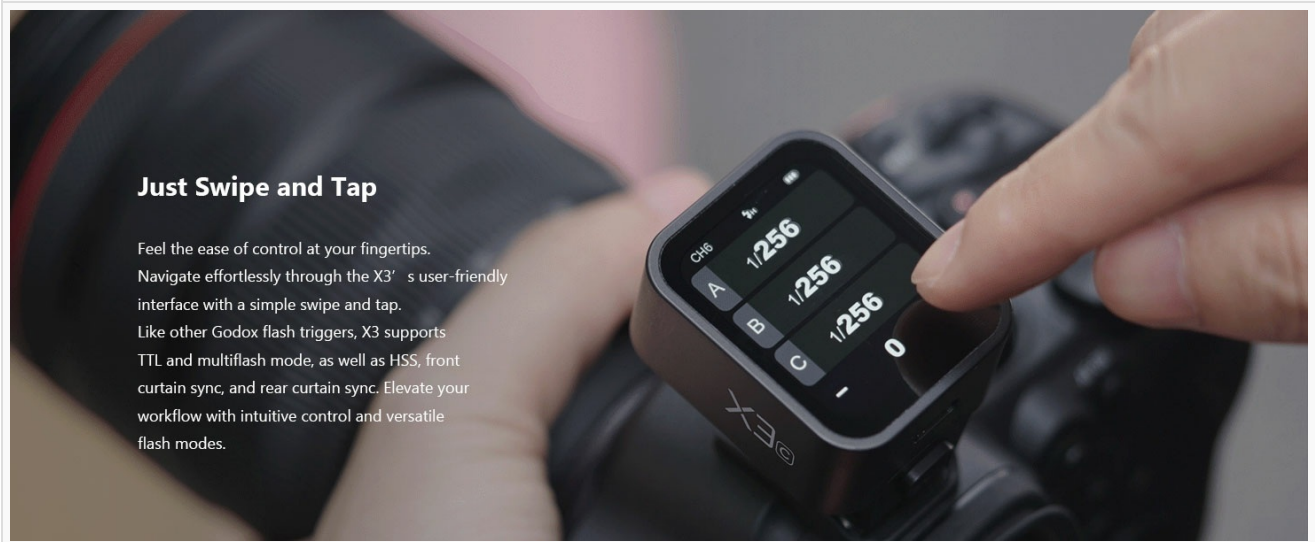 Just Swipe and Tap
Feel the ease of control at your fingertips.
Navigate effortlessly through the X3’ s user-friendly
interface with a simple swipe and tap.
Like other Godox flash triggers, X3 supports
TTL and multiflash mode, as well as HSS, front
curtain sync, and rear curtain sync. Elevate your
workflow with intuitive control and versatile
flash modes.
CH6
A 1/256
B 1/256
C 1/256
- 0
X3 C